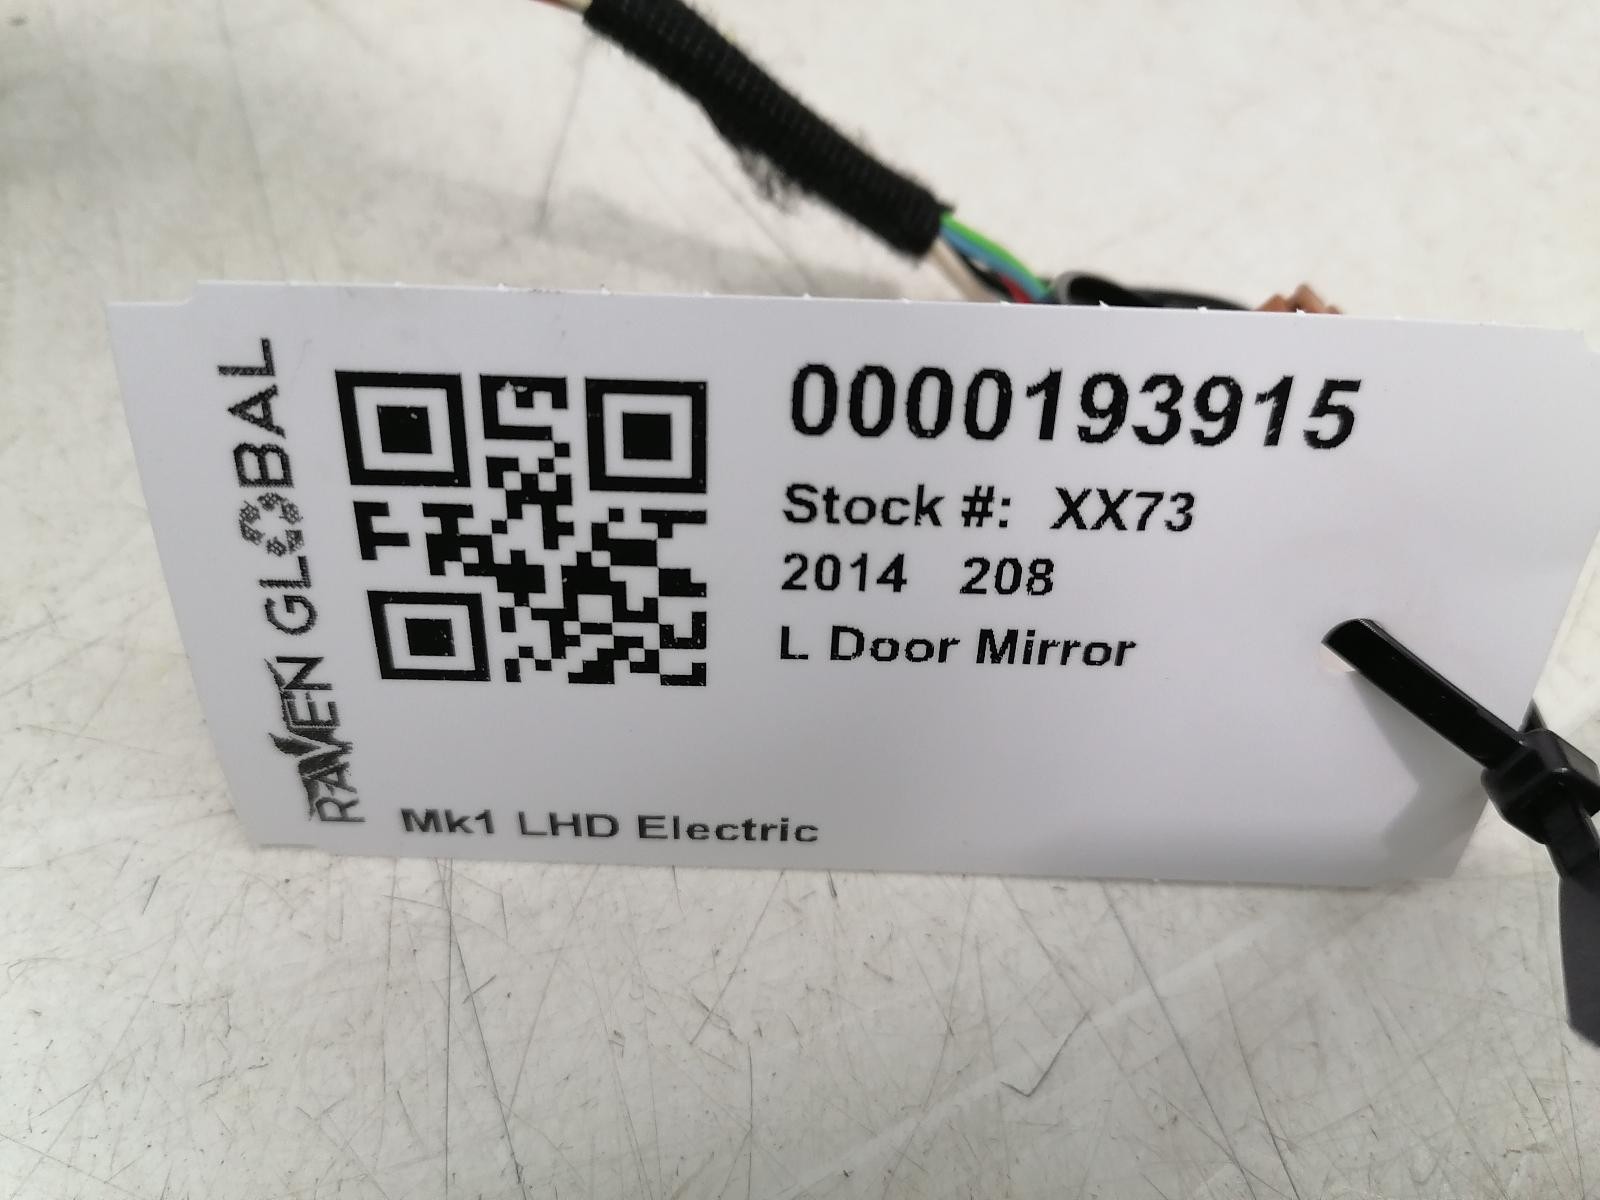 RAVEN GLOBAL
0000193915
Stock #: XX73
2014 208
L Door Mirror
Mk1 LHD Electric